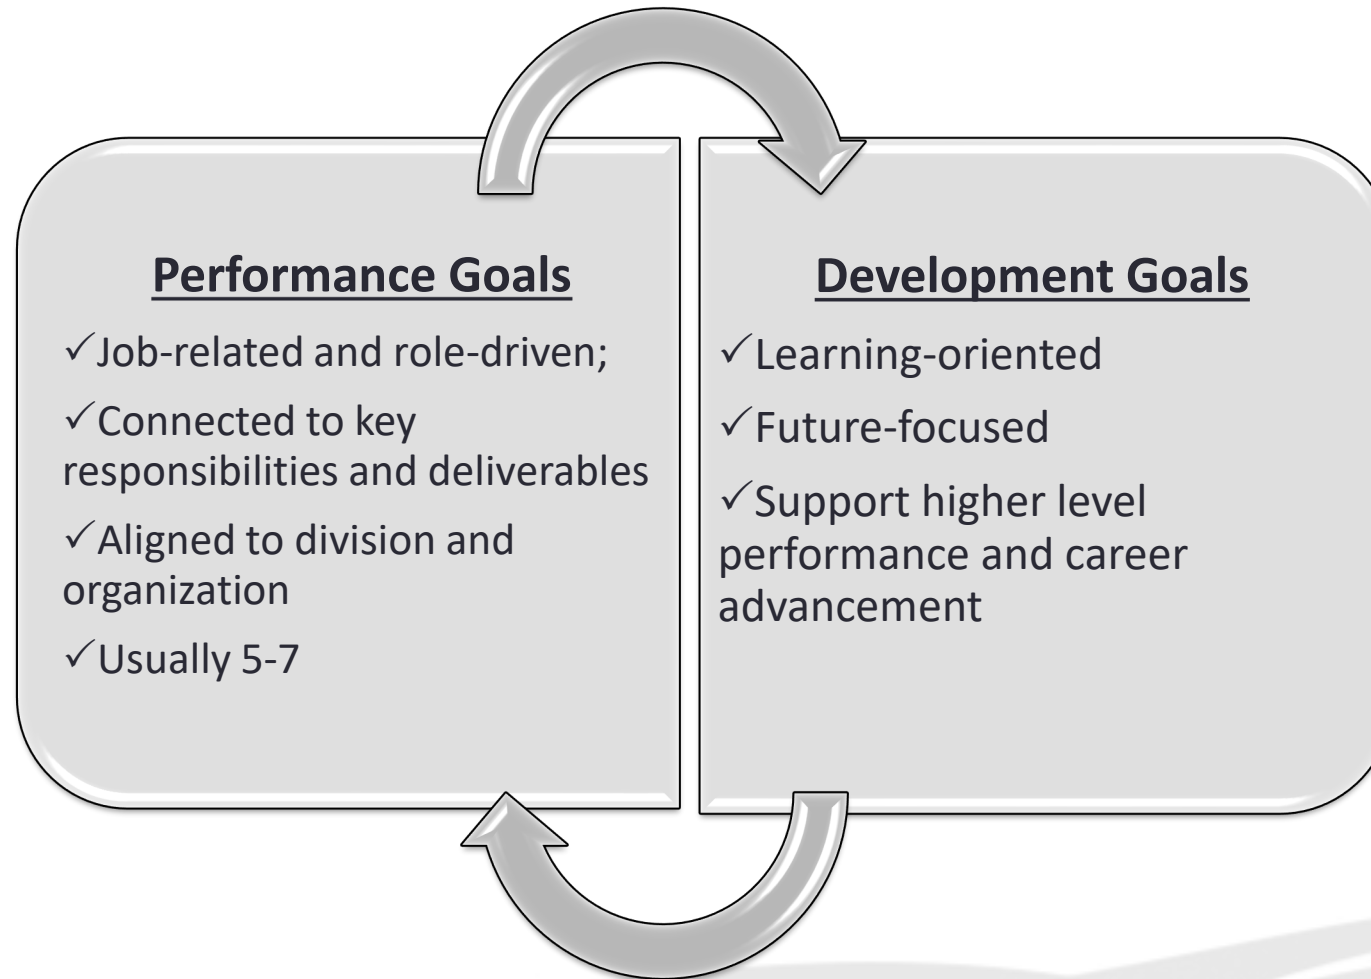 Performance Goals
✓Job-related and role-driven;
✓Connected to key
responsibilities and deliverables
✓Aligned to division and
organization
✓Usually 5-7
Development Goals
✓Learning-oriented
✓Future-focused
✓Support higher level
performance and career
advancement